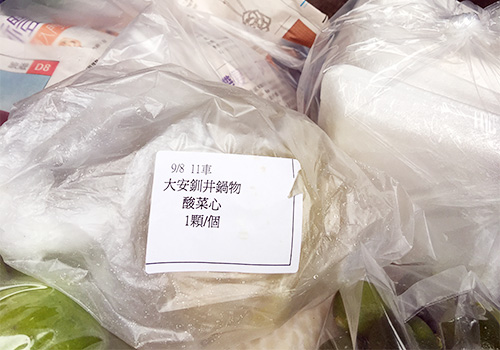 D8
9/8 11車
大安釧井鍋物
酸菜心
1顆/個